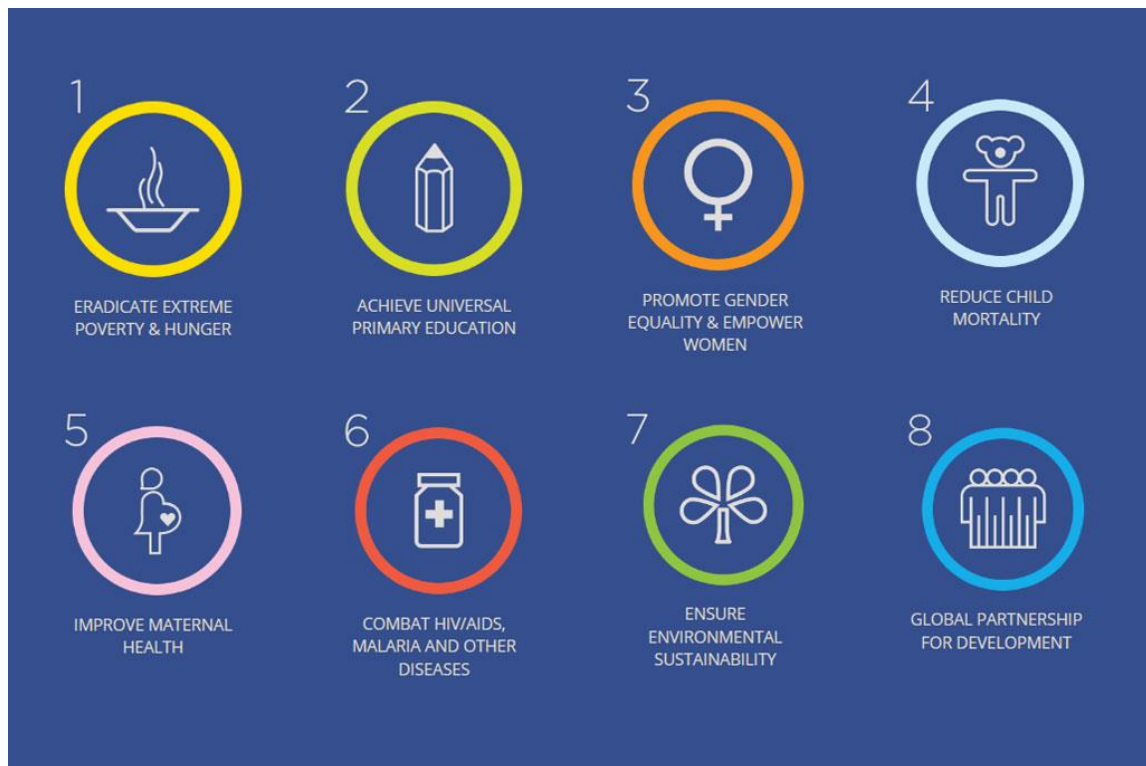 1
ERADICATE EXTREME
POVERTY & HUNGER
2
ACHIEVE UNIVERSAL
PRIMARY EDUCATION
3
PROMOTE GENDER
EQUALITY & EMPOWER
WOMEN
4
REDUCE CHILD
MORTALITY
5
IMPROVE MATERNAL
HEALTH
6
COMBAT HIV/AIDS,
MALARIA AND OTHER
DISEASES
7
ENSURE
ENVIRONMENTAL
SUSTAINABILITY
8
GLOBAL PARTNERSHIP
FOR DEVELOPMENT